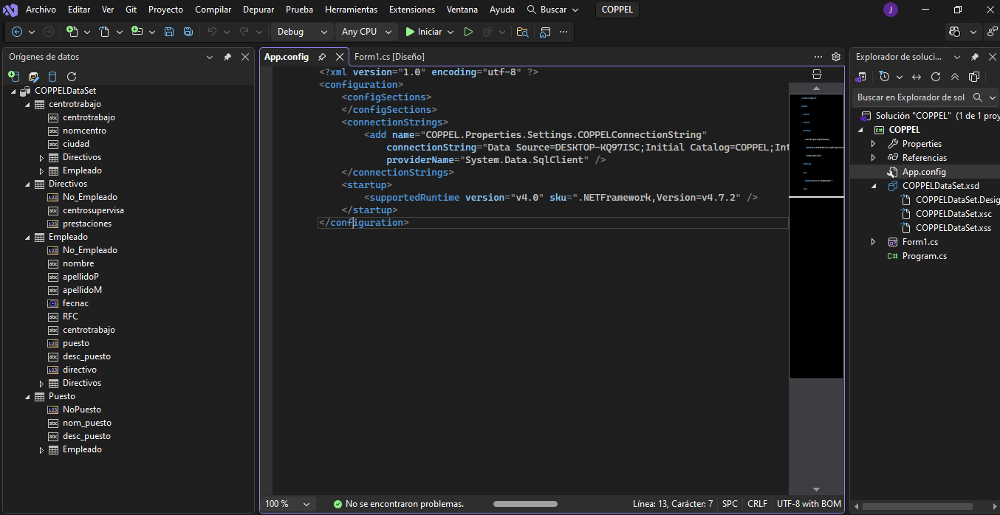 Archivo Editar Ver Git Proyecto Compilar Depurar Prueba Herramientas Extensiones Ventana Ayuda Buscar COPPEL J
Debug Any CPU Iniciar
Orígenes de datos
COPPELDataSet
centrotrabajo
centrotrabajo
nomcentro
ciudad
Directivos
Empleado
Directivos
No_Empleado
centrosupervisa
prestaciones
Empleado
No_Empleado
nombre
apellidoP
apellidoM
fecnac
RFC
centrotrabajo
puesto
desc_puesto
directivo
Directivos
Puesto
NoPuesto
nom_puesto
desc_puesto
Empleado
App.config Form1.cs [Diseño]
<?xml version="1.0" encoding="utf-8" ?>
<configuration>
<configSections>
</configSections>
<connectionStrings>
<add name="COPPEL.Properties.Settings.COPPELConnectionString"
connectionString="Data Source=DESKTOP-KQ97ISC;Initial Catalog=COPPEL;Int
providerName="System.Data.SqlClient" />
</connectionStrings>
<startup>
<supportedRuntime version="v4.0" sku=".NETFramework,Version=v4.7.2" />
</startup>
</configuration>
100 % No se encontraron problemas. Línea: 13, Carácter: 7 SPC CRLF UTF-8 with BOM
Explorador de soluci...
Buscar en Explorador de sol
Solución "COPPEL" (1 de 1 proy
C# COPPEL
Properties
Referencias
App.config
COPPELDataSet.xsd
COPPELDataSet.Desig
COPPELDataSet.xsc
COPPELDataSet.xss
Form1.cs
C# Program.cs